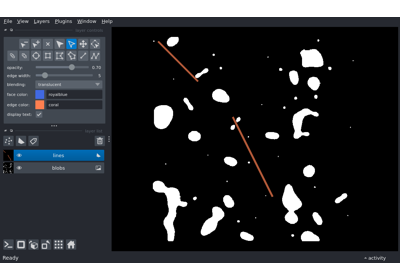 File View Layers Plugins Window Help
opacity: 0.70
edge width: 5
blending: translucent
face color: royalblue
edge color: coral
display text: ✓
lines
blobs
Ready
activity